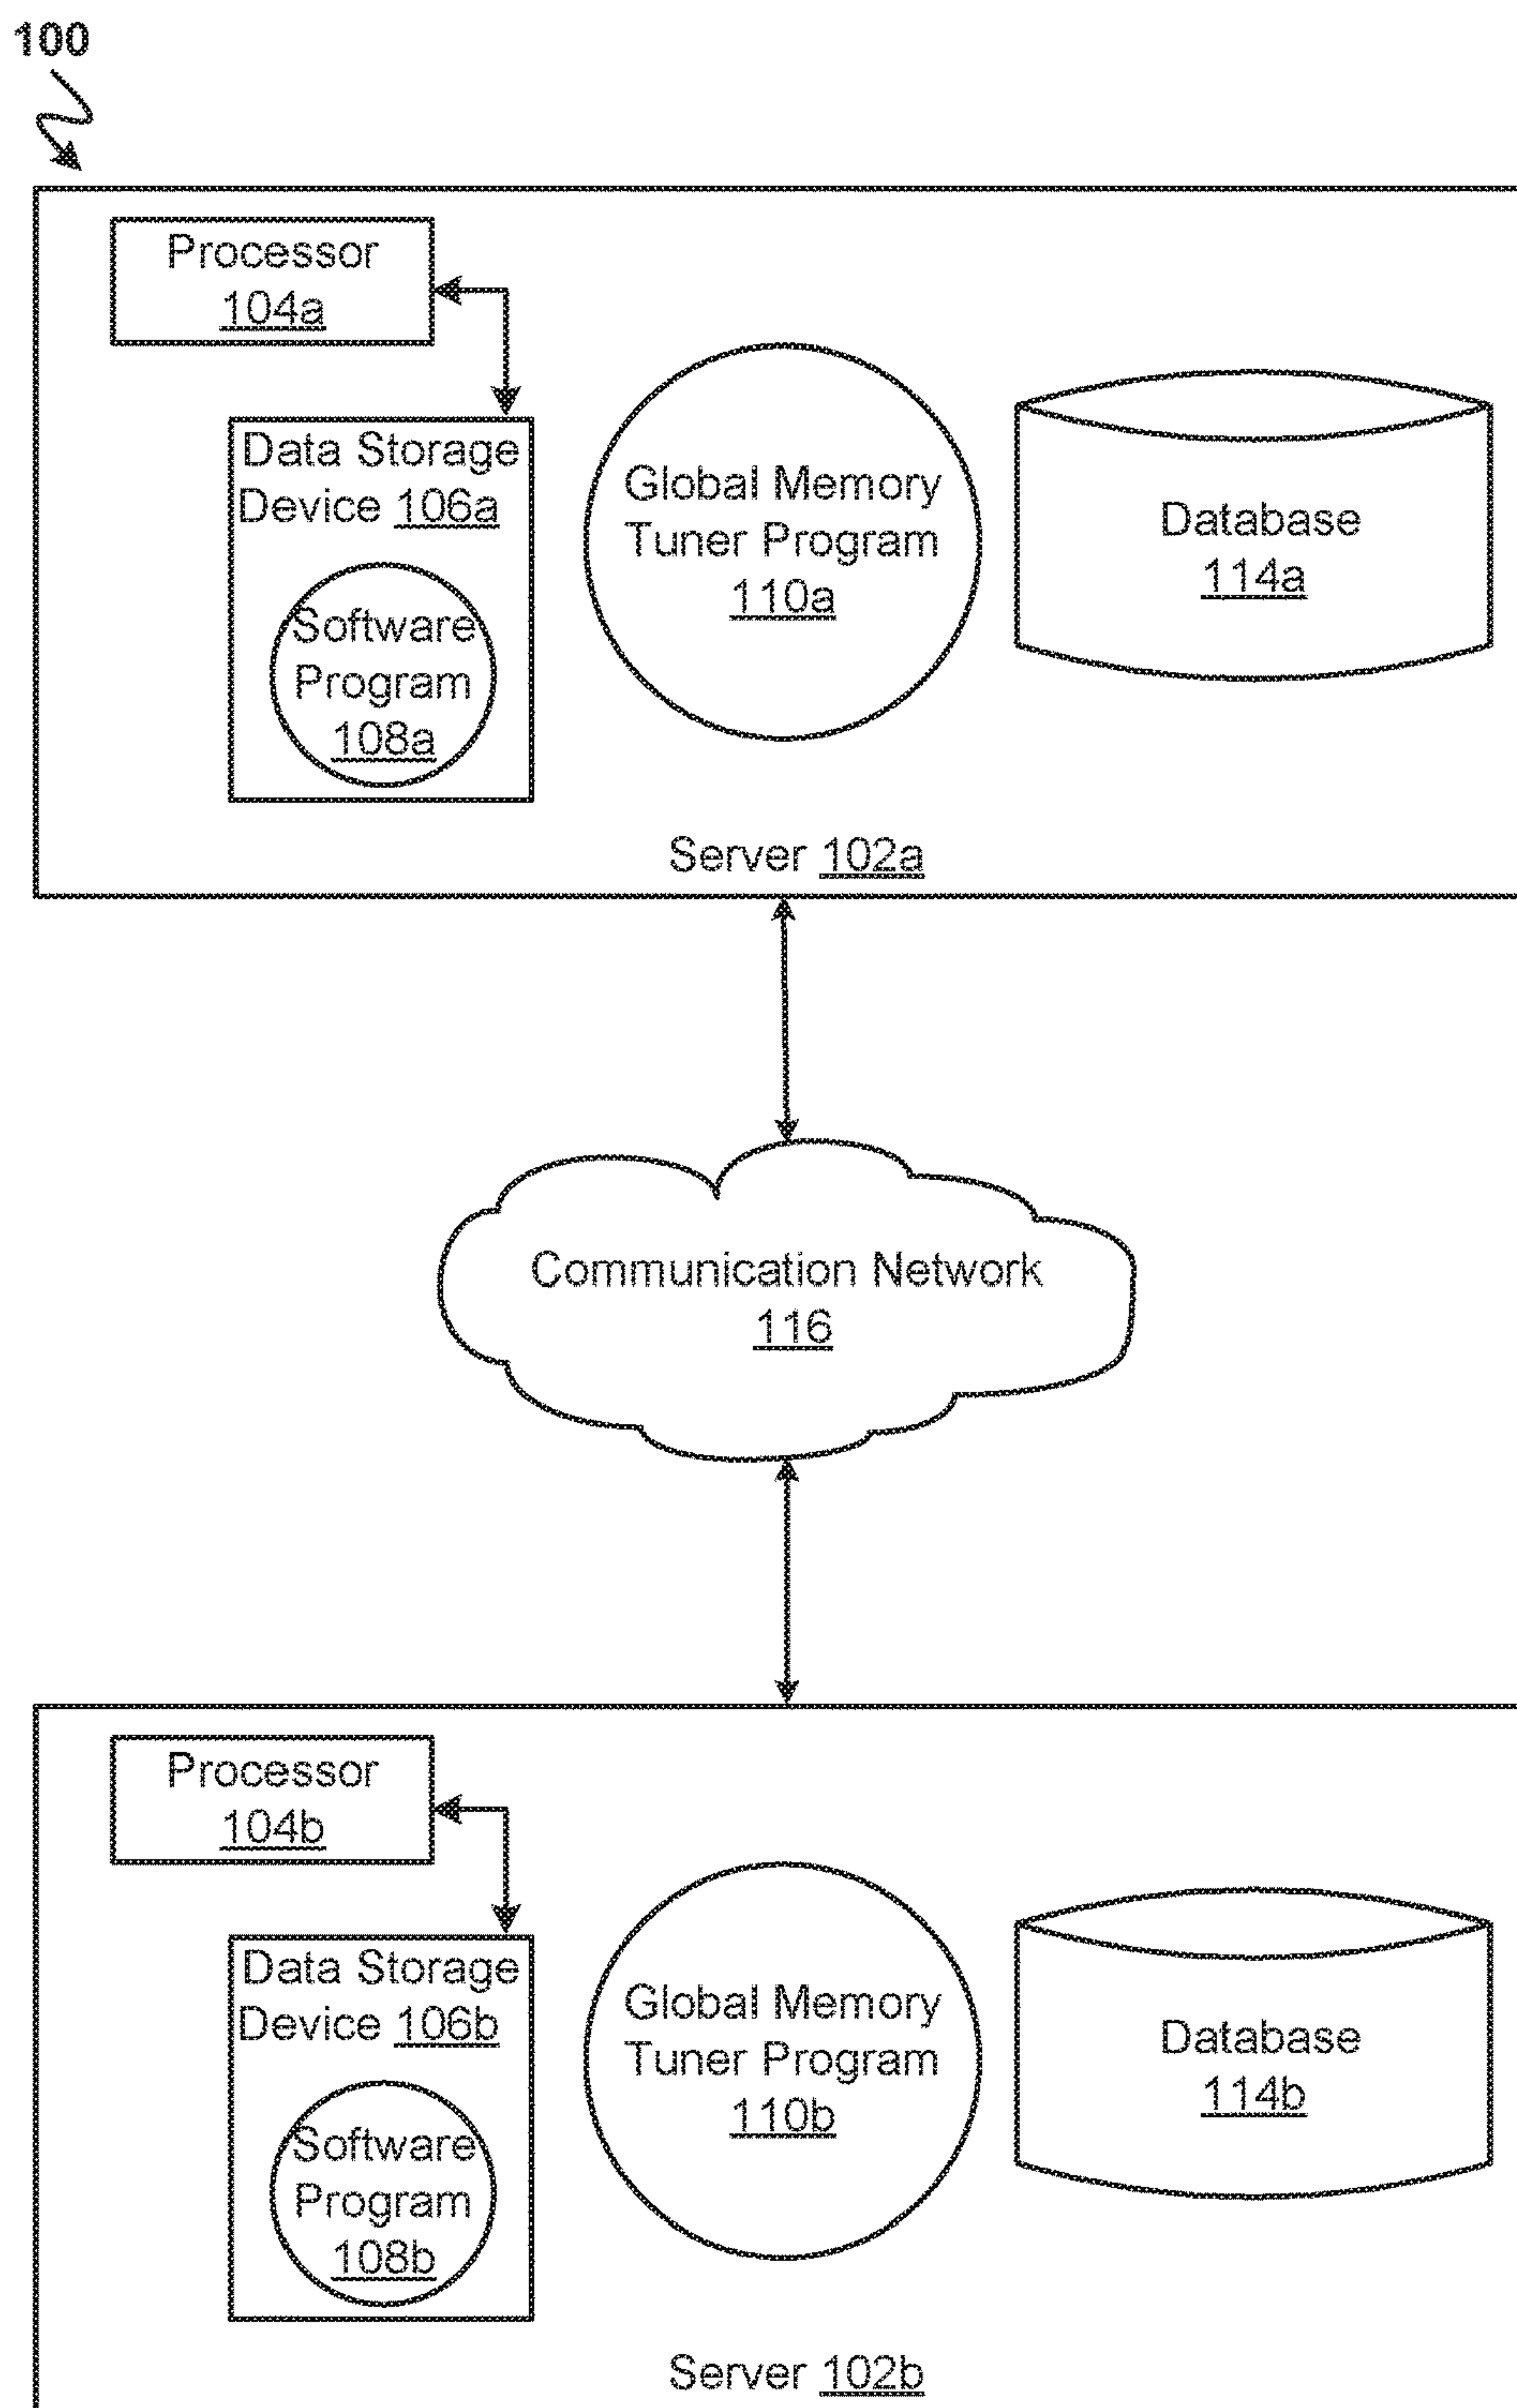 100
Processor
104a
Data Storage
Device 106a
Software
Program
108a
Global Memory
Tuner Program
110a
Database
114a
Server 102a
Communication Network
116
Processor
104b
Data Storage
Device 106b
Software
Program
108b
Global Memory
Tuner Program
110b
Database
114b
Server 102b